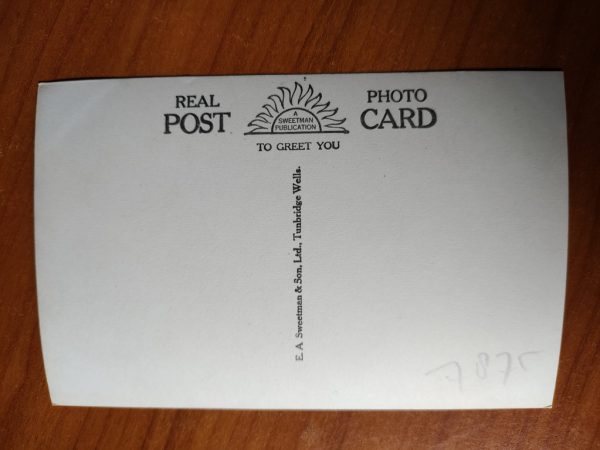 REAL PHOTO
POST CARD
A
SWEETMAN
PUBLICATION
TO GREET YOU
E. A. Sweetman & Son, Ltd., Tunbridge Wells.
7875